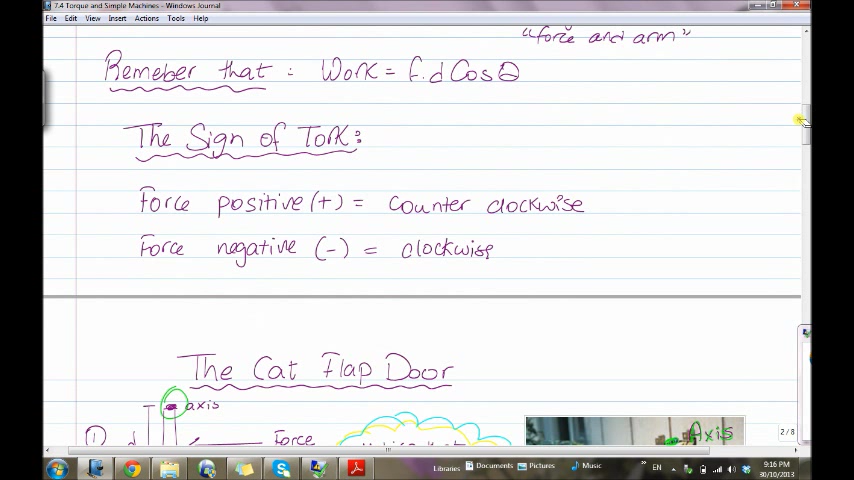 7.4 Torque and Simple Machines - Windows Journal
File Edit View Insert Actions Tools Help
"force and arm"
Remeber that : Work = f.d Cos θ
The Sign of Tork:
Force positive (+) = counter clockwise
Force negative (-) = clockwise
The Cat Flap Door
axis
① d Force
Axis
2 / 8
Libraries Documents Pictures Music » EN 9:16 PM
30/10/2013